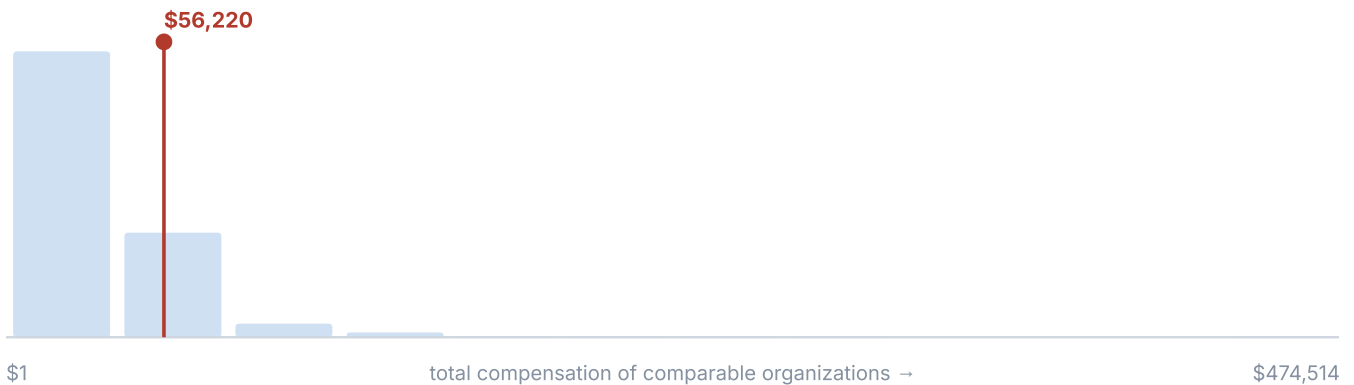 $56,220
$1
total compensation of comparable organizations →
$474,514